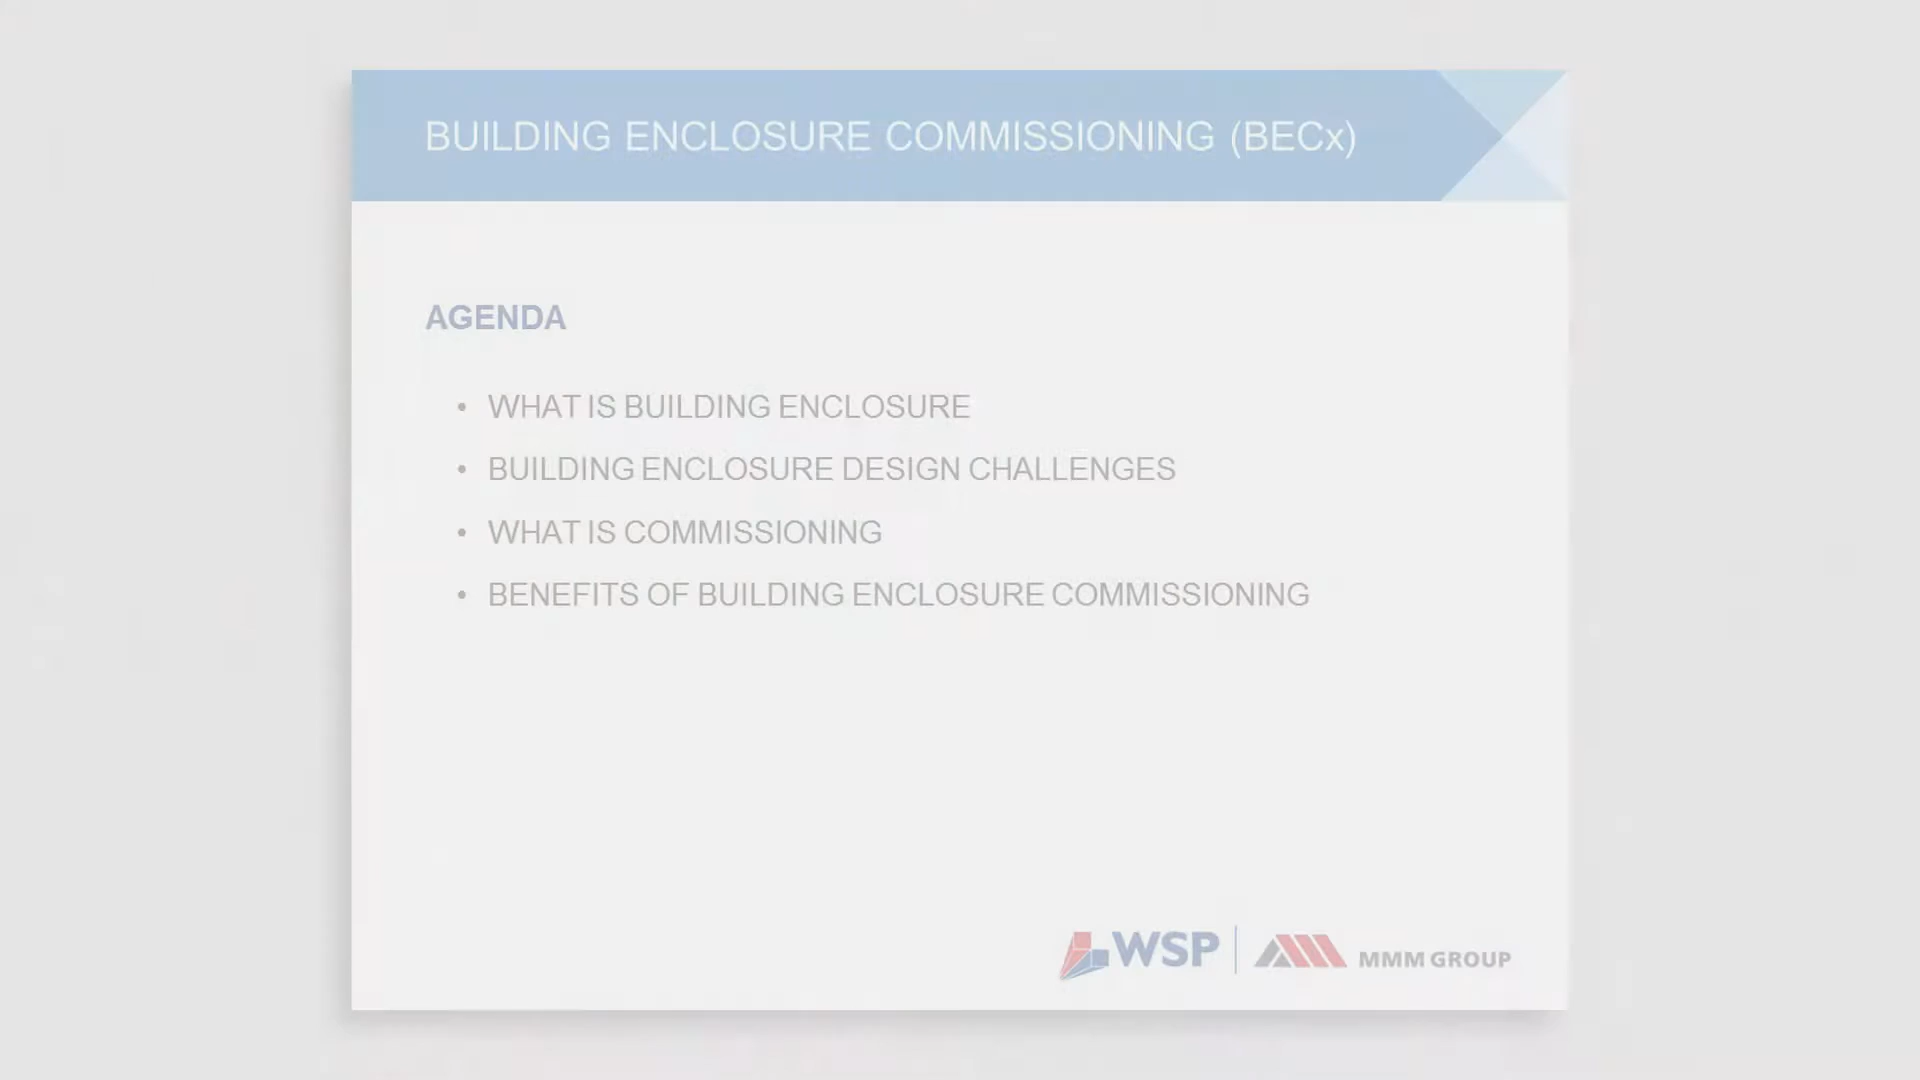 BUILDING ENCLOSURE COMMISSIONING (BECx)
AGENDA
• WHAT IS BUILDING ENCLOSURE
• BUILDING ENCLOSURE DESIGN CHALLENGES
• WHAT IS COMMISSIONING
• BENEFITS OF BUILDING ENCLOSURE COMMISSIONING
WSP | MMM GROUP